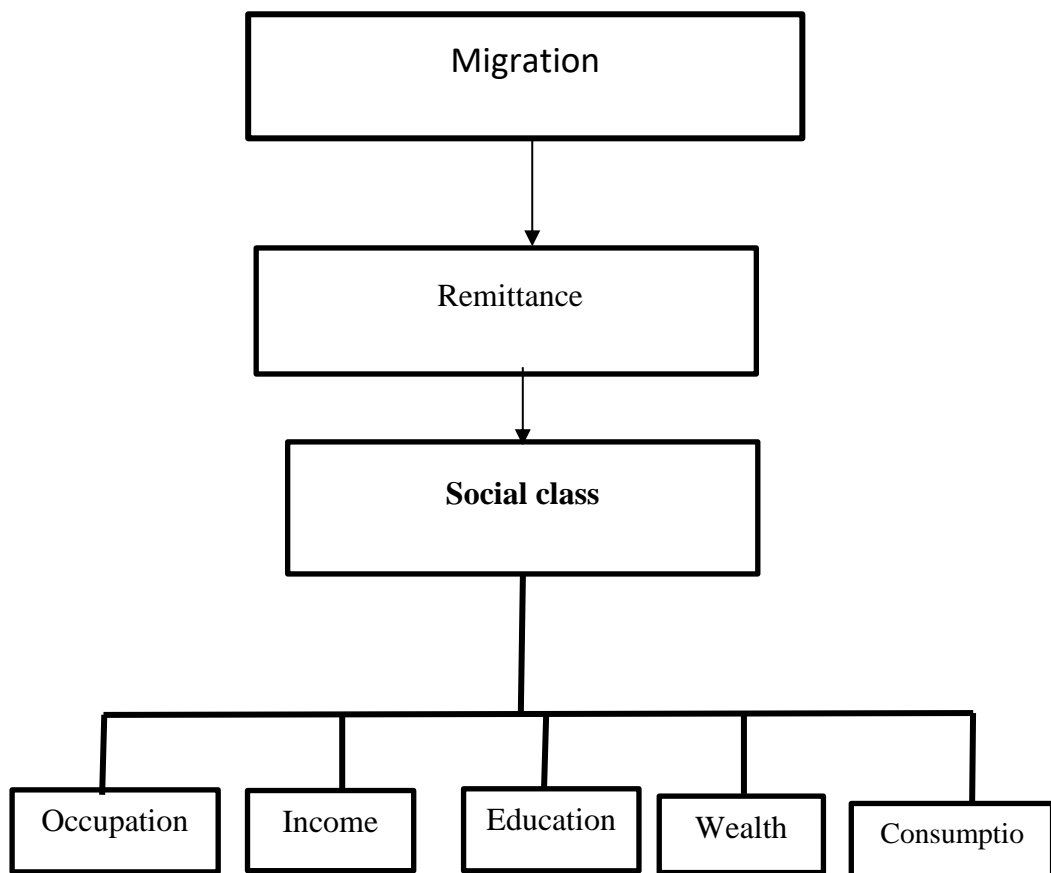 Migration
Remittance
Social class
Occupation
Income
Education
Wealth
Consumptio